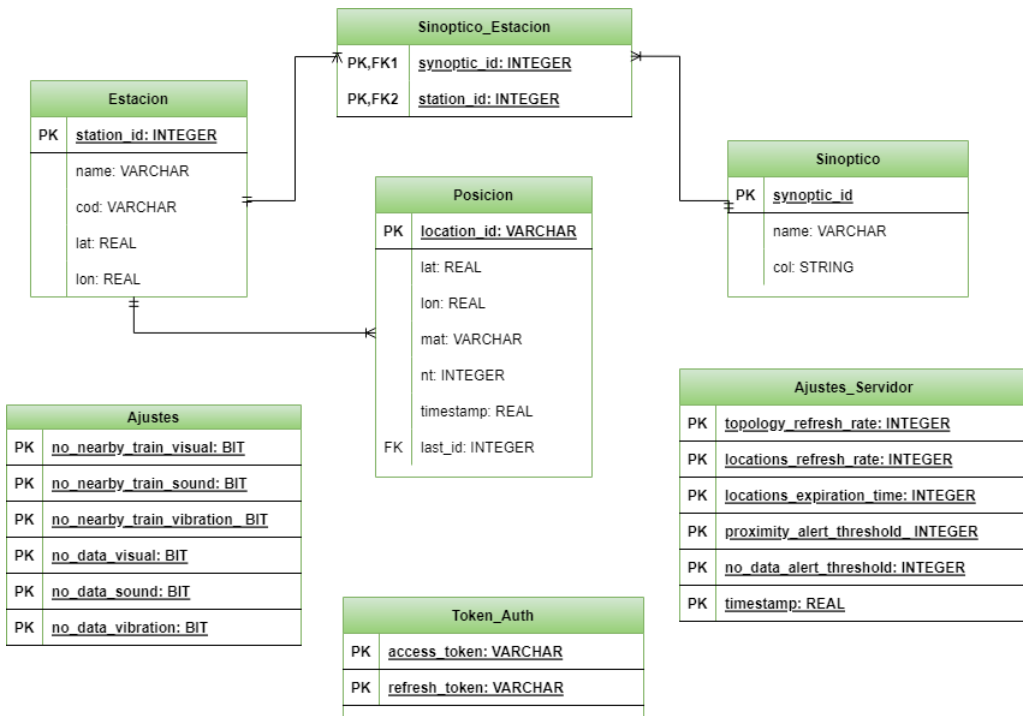 Sinoptico_Estacion
PK,FK1 synoptic_id: INTEGER
PK,FK2 station_id: INTEGER
Estacion
PK station_id: INTEGER
name: VARCHAR
cod: VARCHAR
lat: REAL
lon: REAL
Sinoptico
PK synoptic_id
name: VARCHAR
col: STRING
Posicion
PK location_id: VARCHAR
lat: REAL
lon: REAL
mat: VARCHAR
nt: INTEGER
timestamp: REAL
FK last_id: INTEGER
Ajustes
PK no_nearby_train_visual: BIT
PK no_nearby_train_sound: BIT
PK no_nearby_train_vibration_ BIT
PK no_data_visual: BIT
PK no_data_sound: BIT
PK no_data_vibration: BIT
Ajustes_Servidor
PK topology_refresh_rate: INTEGER
PK locations_refresh_rate: INTEGER
PK locations_expiration_time: INTEGER
PK proximity_alert_threshold_ INTEGER
PK no_data_alert_threshold: INTEGER
PK timestamp: REAL
Token_Auth
PK access_token: VARCHAR
PK refresh_token: VARCHAR